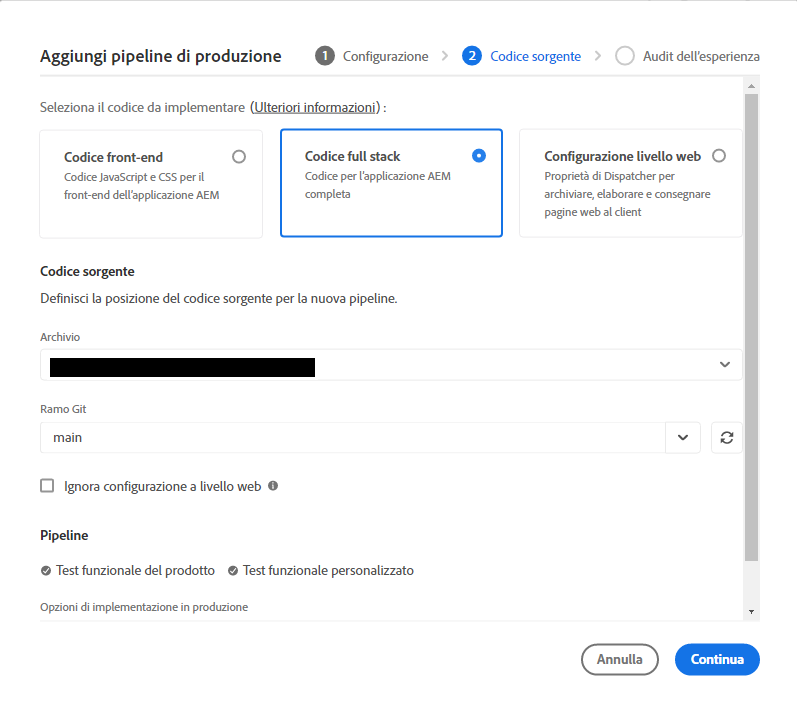 Aggiungi pipeline di produzione
1 Configurazione
2 Codice sorgente
Audit dell'esperienza
Seleziona il codice da implementare (Ulteriori informazioni) :
Codice front-end
Codice JavaScript e CSS per il
front-end dell'applicazione AEM
Codice full stack
Codice per l'applicazione AEM
completa
Configurazione livello web
Proprietà di Dispatcher per
archiviare, elaborare e consegnare
pagine web al client
Codice sorgente
Definisci la posizione del codice sorgente per la nuova pipeline.
Archivio
Ramo Git
main
Ignora configurazione a livello web
Pipeline
Test funzionale del prodotto
Test funzionale personalizzato
Opzioni di implementazione in produzione
Annulla
Continua